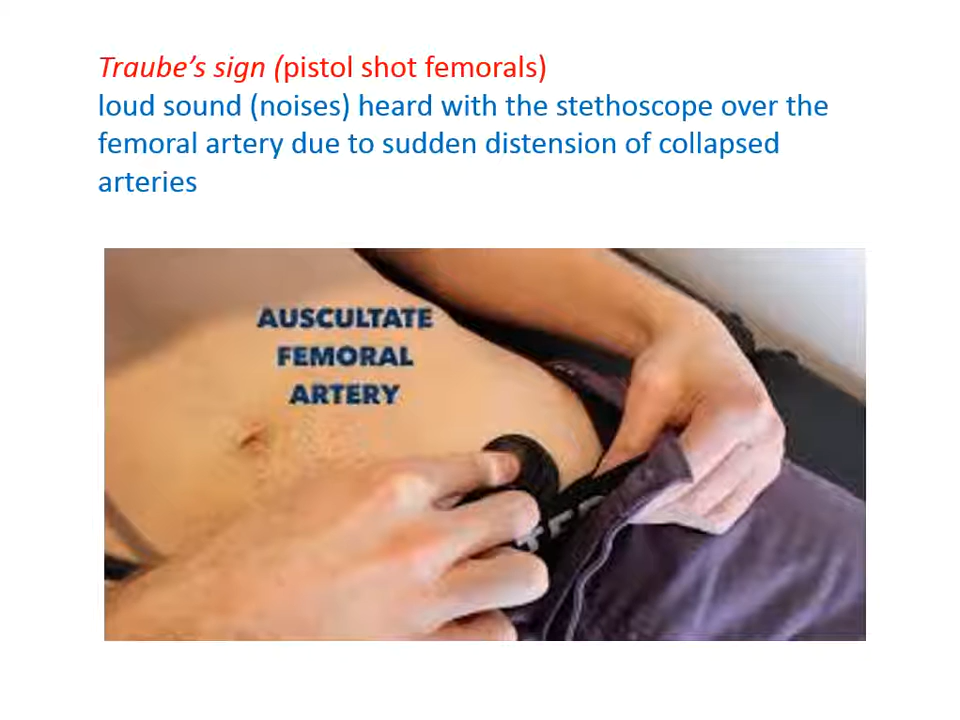 Traube's sign (pistol shot femorals)
loud sound (noises) heard with the stethoscope over the
femoral artery due to sudden distension of collapsed
arteries
AUSCULTATE
FEMORAL
ARTERY